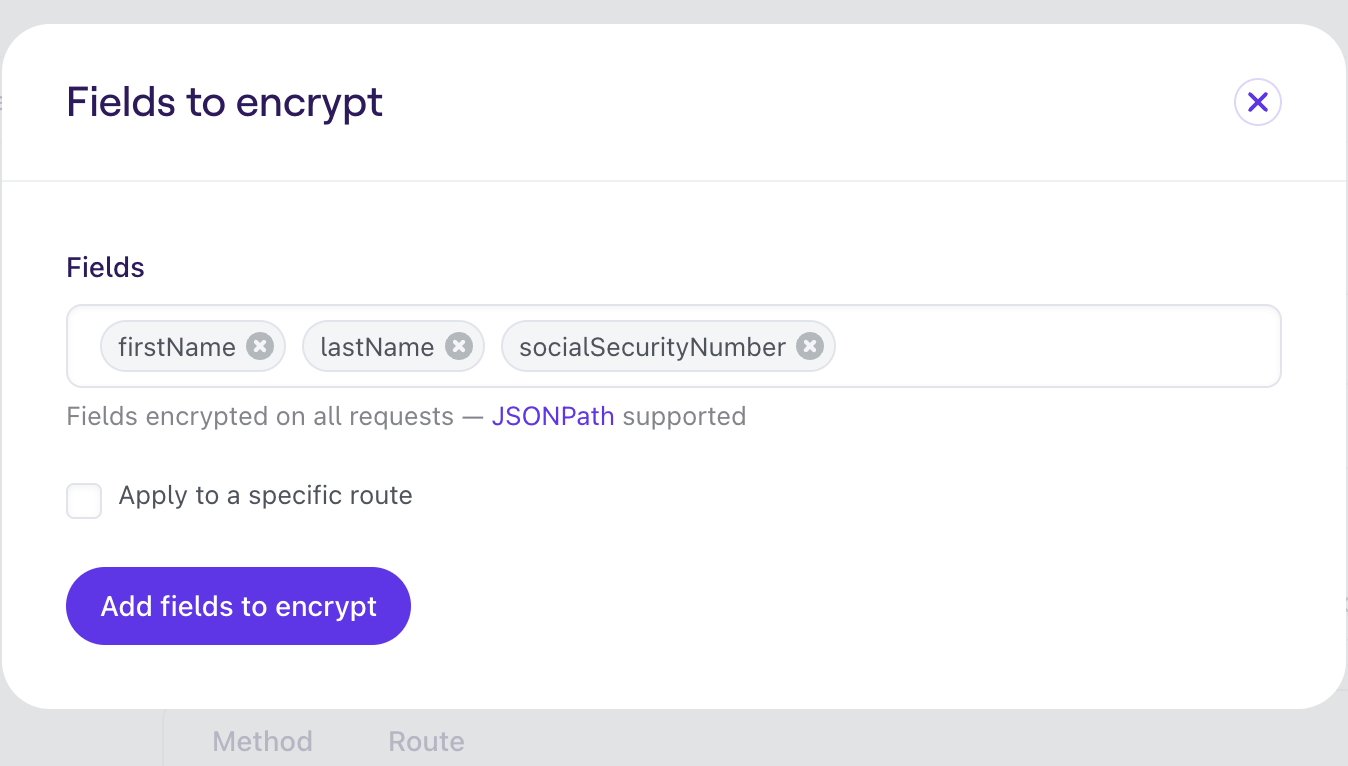 Fields to encrypt
Fields
firstName lastName socialSecurityNumber
Fields encrypted on all requests — JSONPath supported
Apply to a specific route
Add fields to encrypt
Method Route